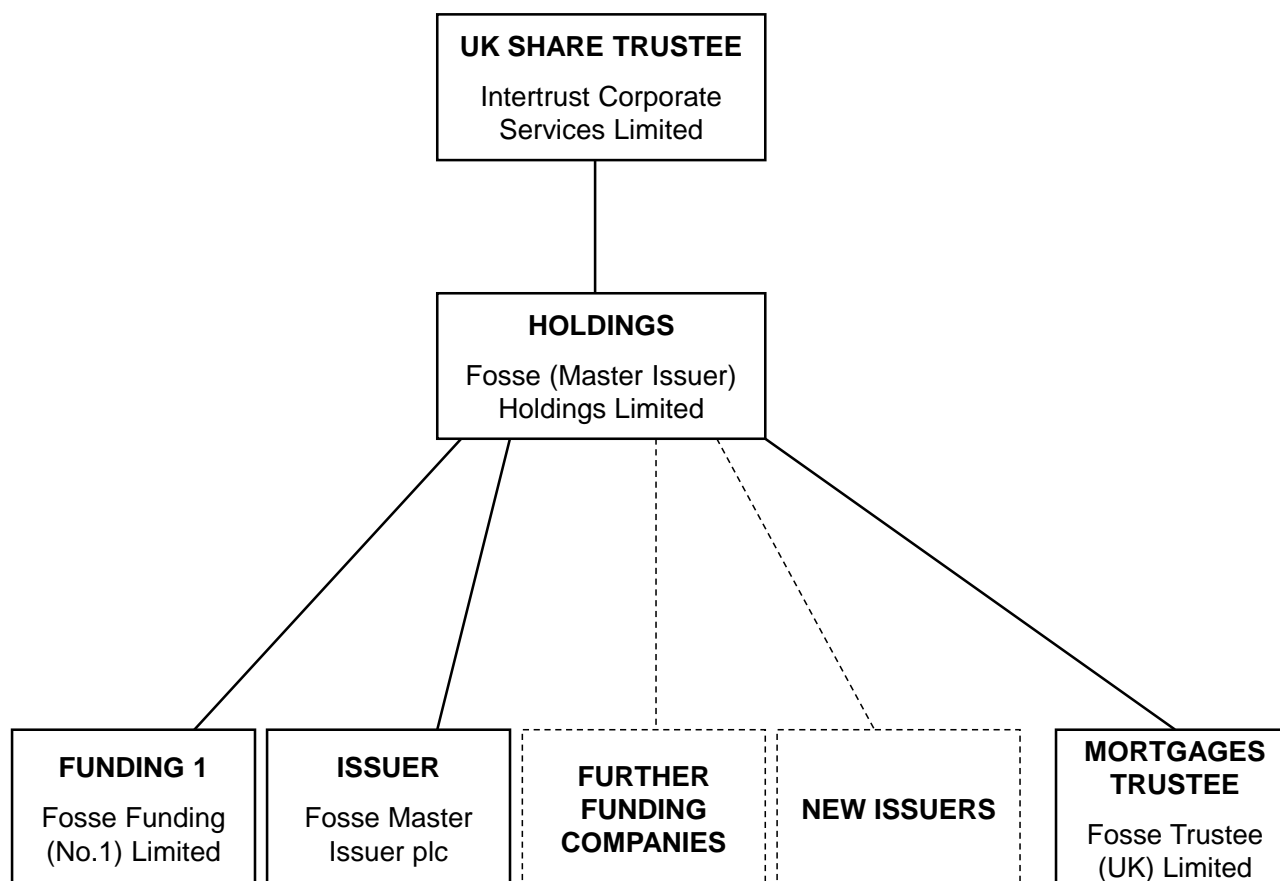 UK SHARE TRUSTEE
Intertrust Corporate
Services Limited
HOLDINGS
Fosse (Master Issuer)
Holdings Limited
FUNDING 1
Fosse Funding
(No.1) Limited
ISSUER
Fosse Master
Issuer plc
FURTHER
FUNDING
COMPANIES
NEW ISSUERS
MORTGAGES
TRUSTEE
Fosse Trustee
(UK) Limited